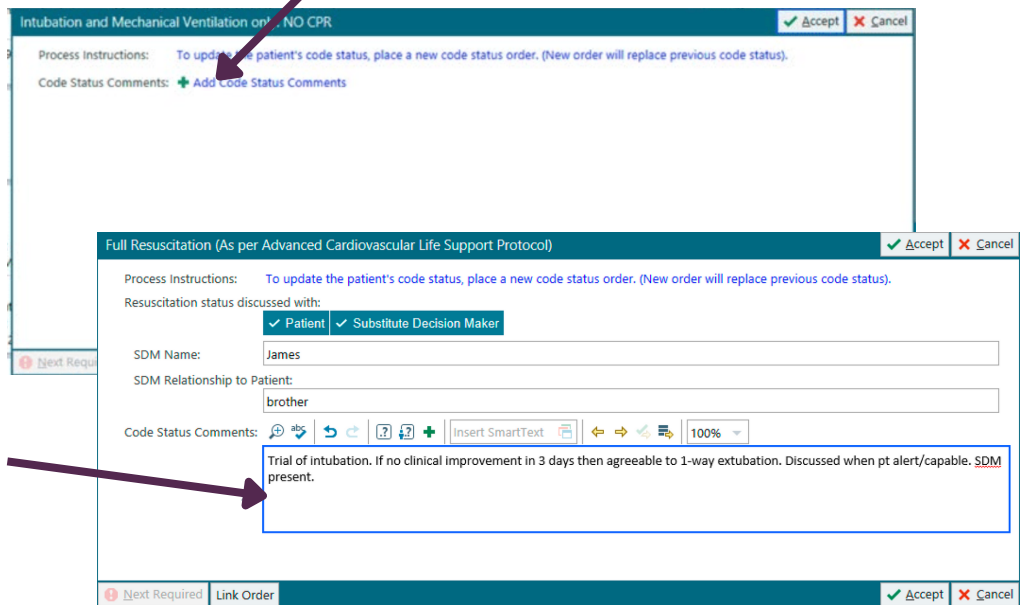 Intubation and Mechanical Ventilation on NO CPR
Accept Cancel
Process Instructions: To update the patient's code status, place a new code status order. (New order will replace previous code status).
Code Status Comments: Add Code Status Comments
Next Requi
Full Resuscitation (As per Advanced Cardiovascular Life Support Protocol)
Accept Cancel
Process Instructions: To update the patient's code status, place a new code status order. (New order will replace previous code status).
Resuscitation status discussed with:
Patient Substitute Decision Maker
SDM Name: James
SDM Relationship to Patient:
brother
Code Status Comments: abc Insert SmartText 100%
Trial of intubation. If no clinical improvement in 3 days then agreeable to 1-way extubation. Discussed when pt alert/capable. SDM
present.
Next Required Link Order
Accept Cancel